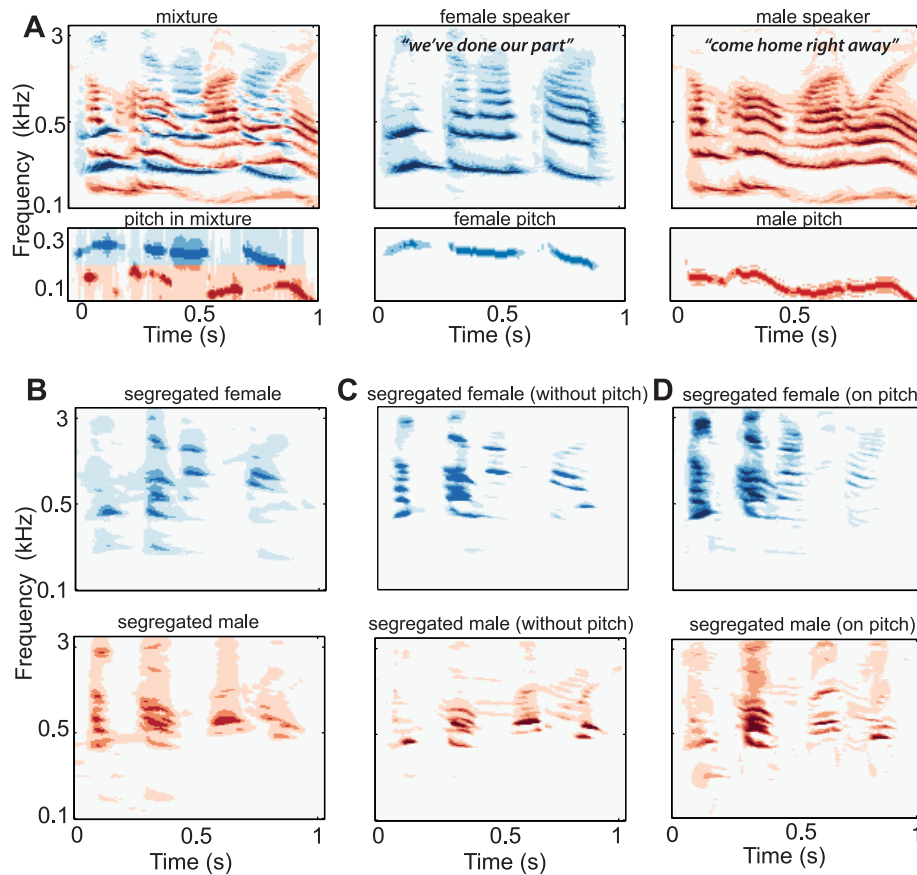 A
mixture
female speaker
male speaker
3
0.5
0.1
Frequency (kHz)
"we've done our part"
"come home right away"
pitch in mixture
female pitch
male pitch
0.3
0.1
0 0.5 1
Time (s)
0 0.5 1
Time (s)
0 0.5 1
Time (s)
B
segregated female
C
segregated female (without pitch)
D
segregated female (on pitch)
3
0.5
0.1
Frequency (kHz)
segregated male
segregated male (without pitch)
segregated male (on pitch)
3
0.5
0.1
0 0.5 1
Time (s)
0 0.5 1
Time (s)
0 0.5 1
Time (s)